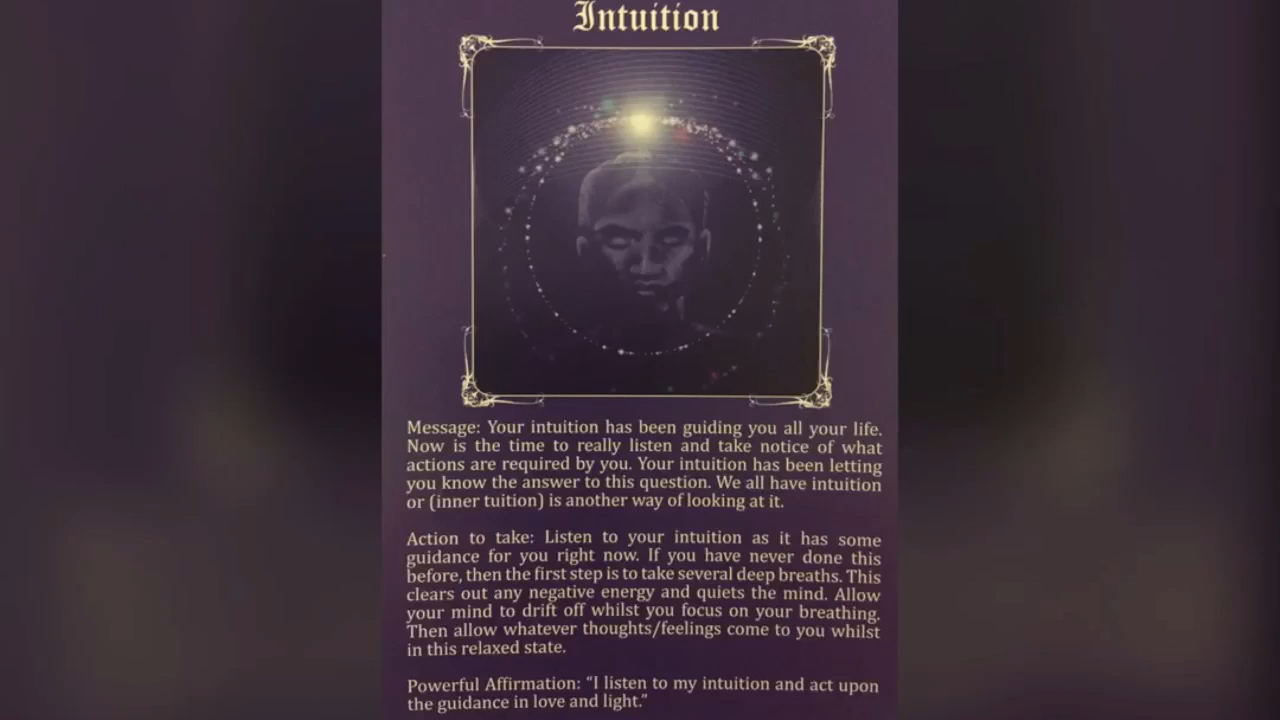 Intuition
Message: Your intuition has been guiding you all your life.
Now is the time to really listen and take notice of what
actions are required by you. Your intuition has been letting
you know the answer to this question. We all have intuition
or (inner tuition) is another way of looking at it.
Action to take: Listen to your intuition as it has some
guidance for you right now. If you have never done this
before, then the first step is to take several deep breaths. This
clears out any negative energy and quiets the mind. Allow
your mind to drift off whilst you focus on your breathing.
Then allow whatever thoughts/feelings come to you whilst
in this relaxed state.
Powerful Affirmation: “I listen to my intuition and act upon
the guidance in love and light.”